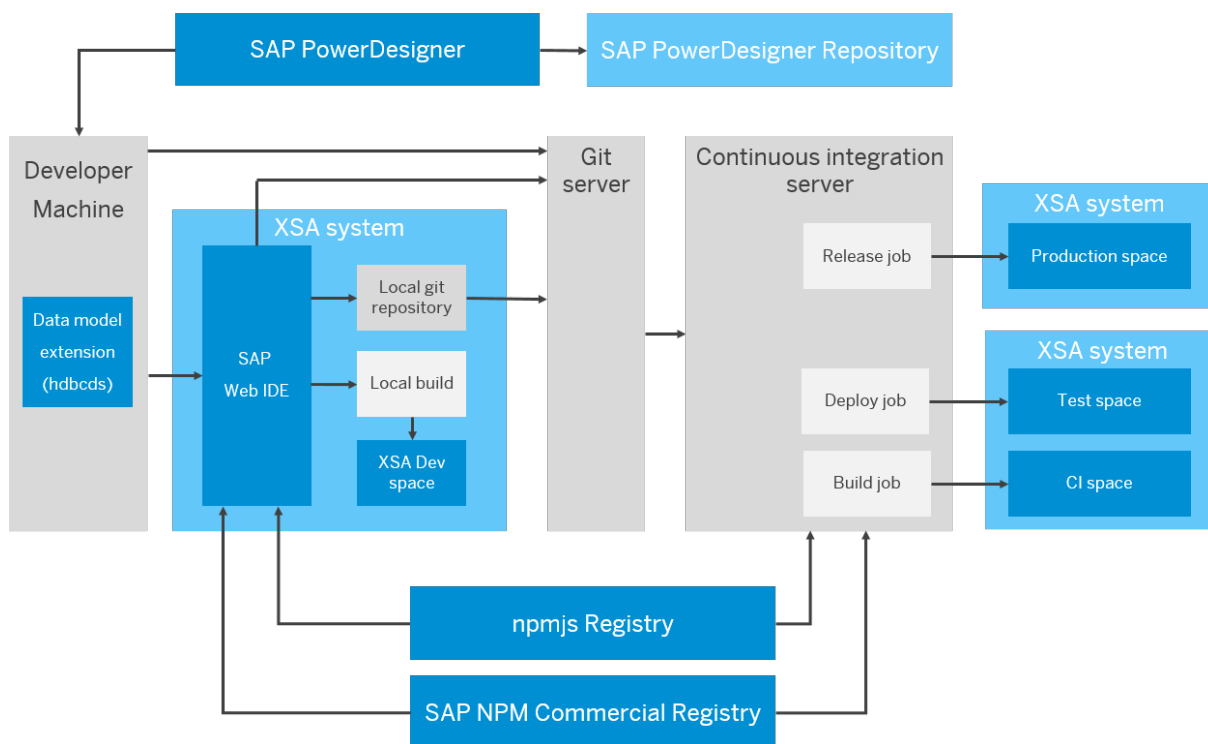 SAP PowerDesigner
SAP PowerDesigner Repository
Developer
Machine
Git
server
Continuous integration
server
XSA system
XSA system
Release job
Production space
Local git
repository
Data model
extension
(hdbcds)
SAP
Web IDE
Local build
XSA Dev
space
XSA system
Deploy job
Test space
Build job
CI space
npmjs Registry
SAP NPM Commercial Registry